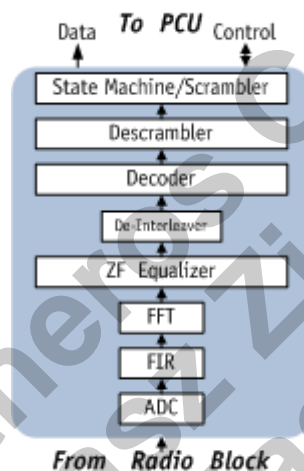 To PCU
Data Control
State Machine/Scrambler
Descrambler
Decoder
De-Interleaver
ZF Equalizer
FFT
FIR
ADC
From Radio Block